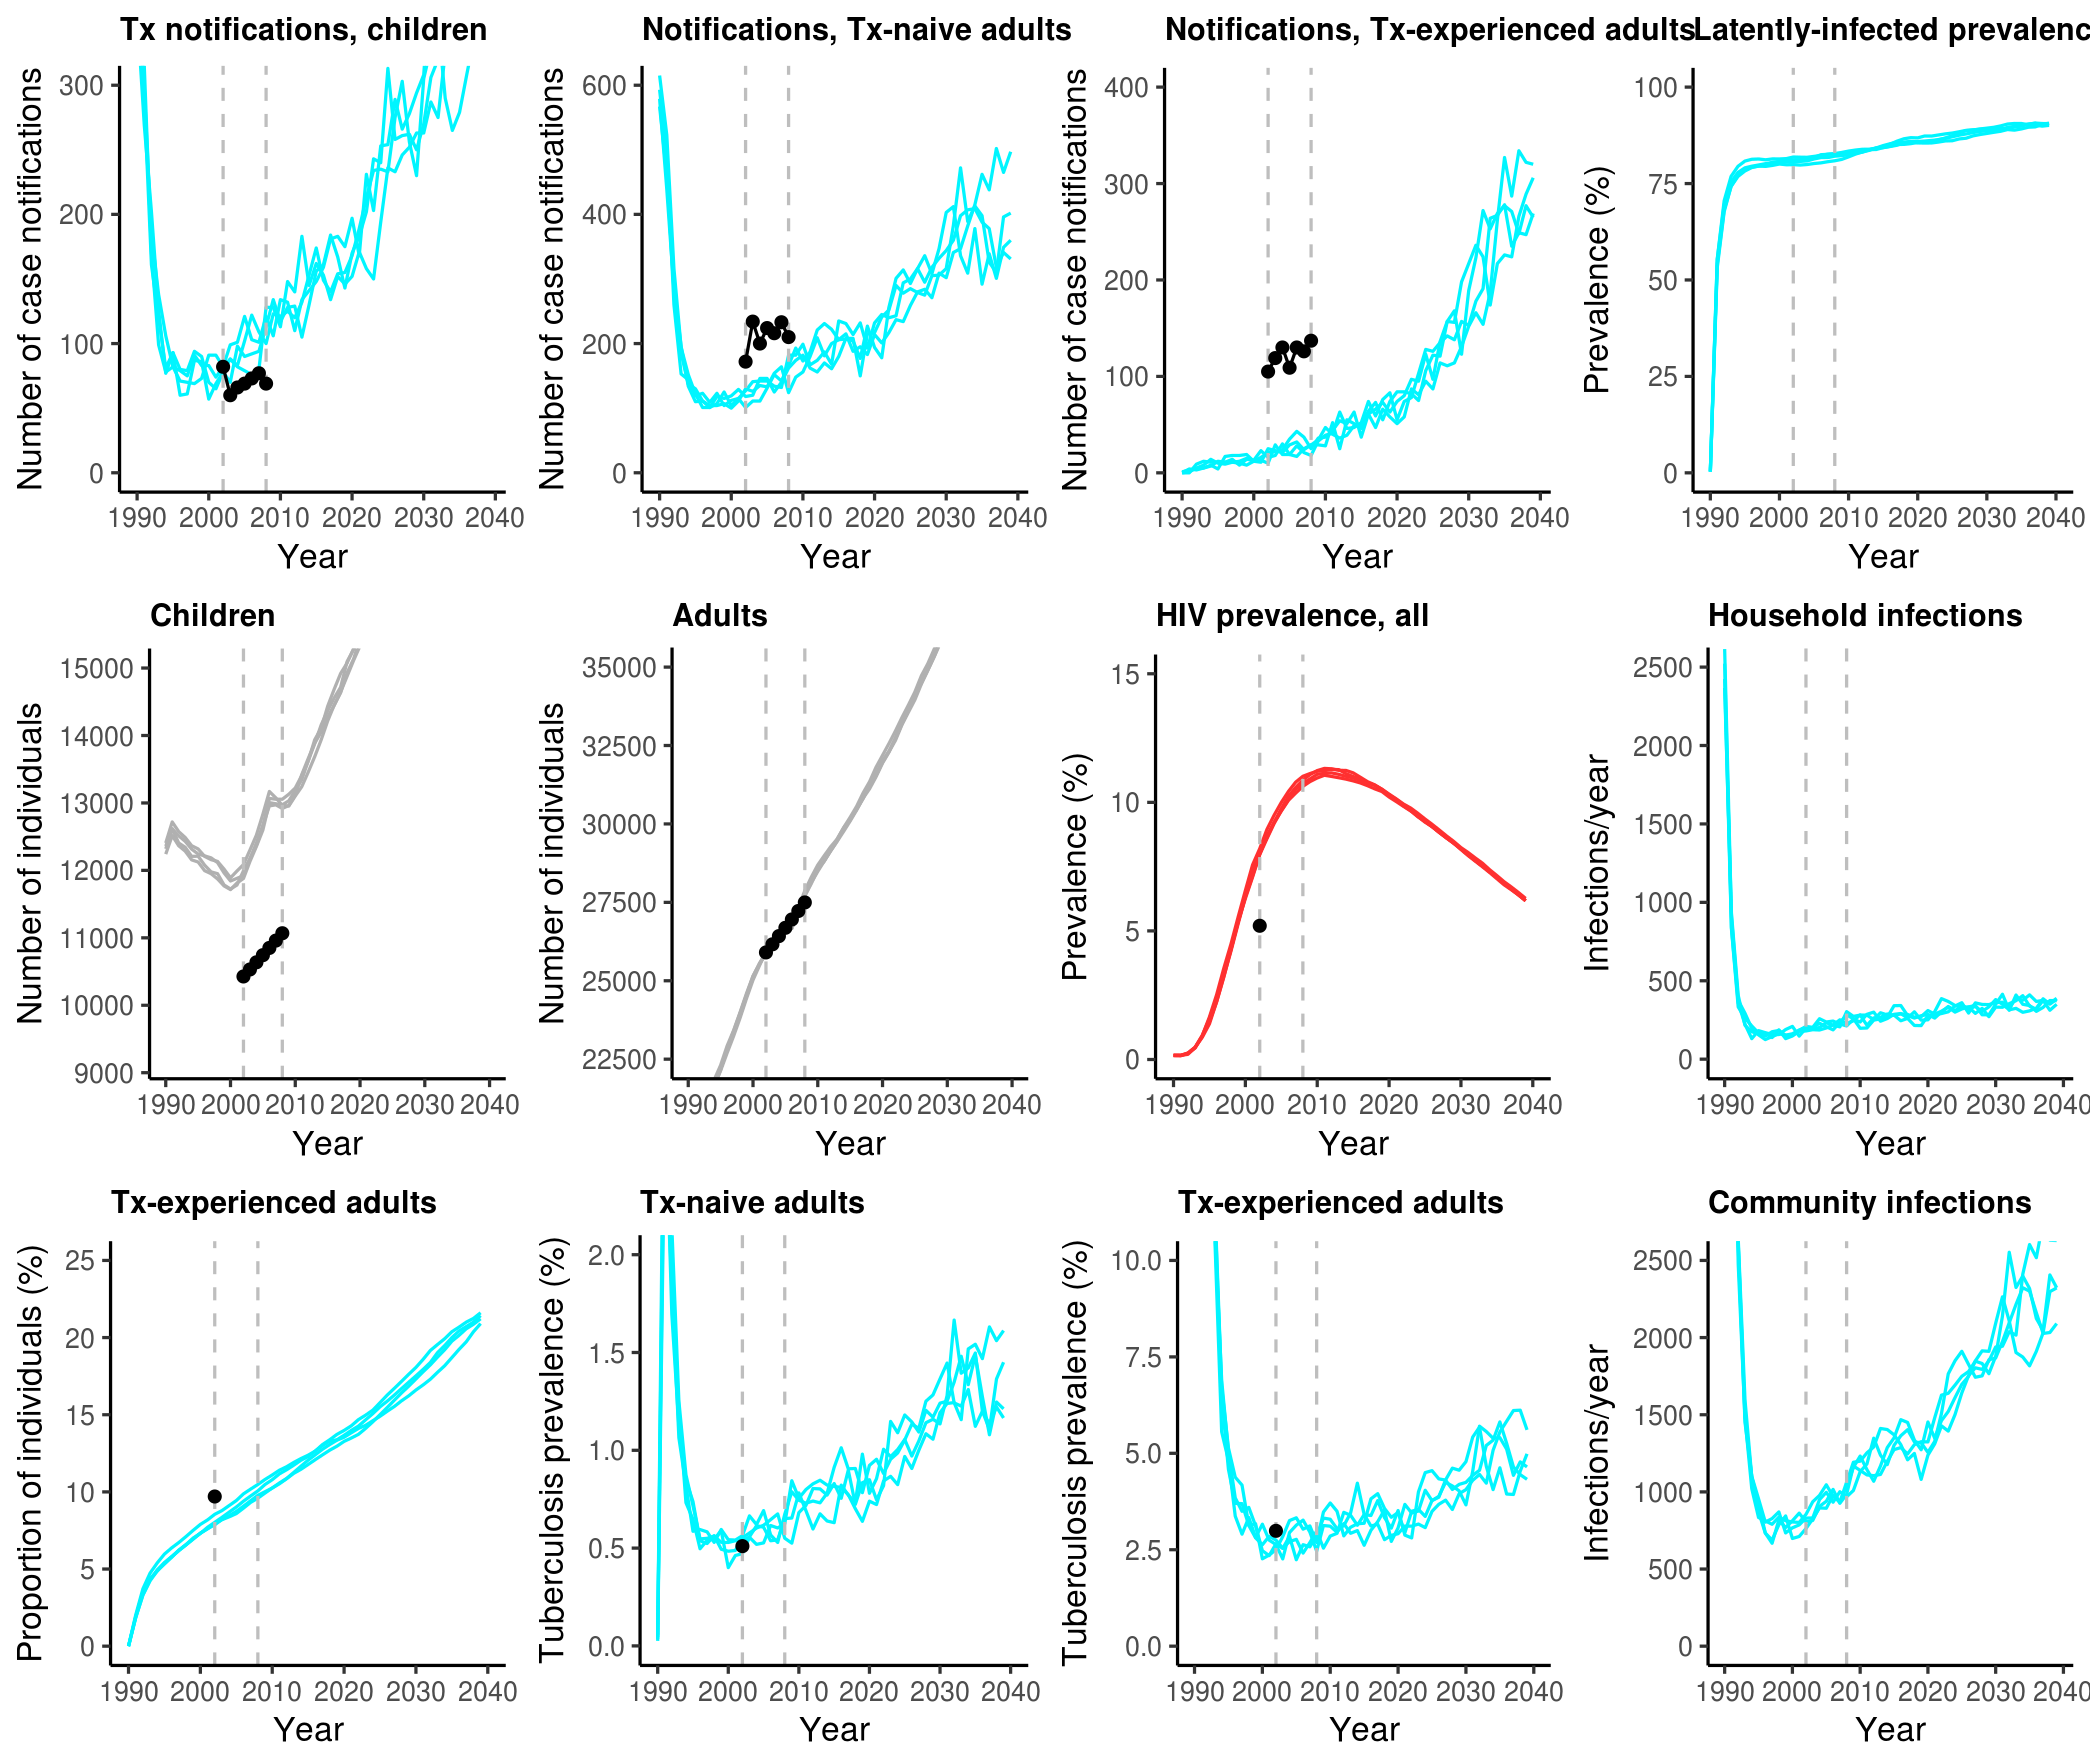 Tx notifications, children
Number of case notifications
300
200
100
0
1990 2000 2010 2020 2030 2040
Year
Notifications, Tx-naive adults
Number of case notifications
600
400
200
0
1990 2000 2010 2020 2030 2040
Year
Notifications, Tx-experienced adults
Number of case notifications
400
300
200
100
0
1990 2000 2010 2020 2030 2040
Year
Latently-infected prevalenc
Prevalence (%)
100
75
50
25
0
1990 2000 2010 2020 2030 2040
Year
Children
Number of individuals
15000
14000
13000
12000
11000
10000
9000
1990 2000 2010 2020 2030 2040
Year
Adults
Number of individuals
35000
32500
30000
27500
25000
22500
1990 2000 2010 2020 2030 2040
Year
HIV prevalence, all
Prevalence (%)
15
10
5
0
1990 2000 2010 2020 2030 2040
Year
Household infections
Infections/year
2500
2000
1500
1000
500
0
1990 2000 2010 2020 2030 2040
Year
Tx-experienced adults
Proportion of individuals (%)
25
20
15
10
5
0
1990 2000 2010 2020 2030 2040
Year
Tx-naive adults
Tuberculosis prevalence (%)
2.0
1.5
1.0
0.5
0.0
1990 2000 2010 2020 2030 2040
Year
Tx-experienced adults
Tuberculosis prevalence (%)
10.0
7.5
5.0
2.5
0.0
1990 2000 2010 2020 2030 2040
Year
Community infections
Infections/year
2500
2000
1500
1000
500
0
1990 2000 2010 2020 2030 2040
Year